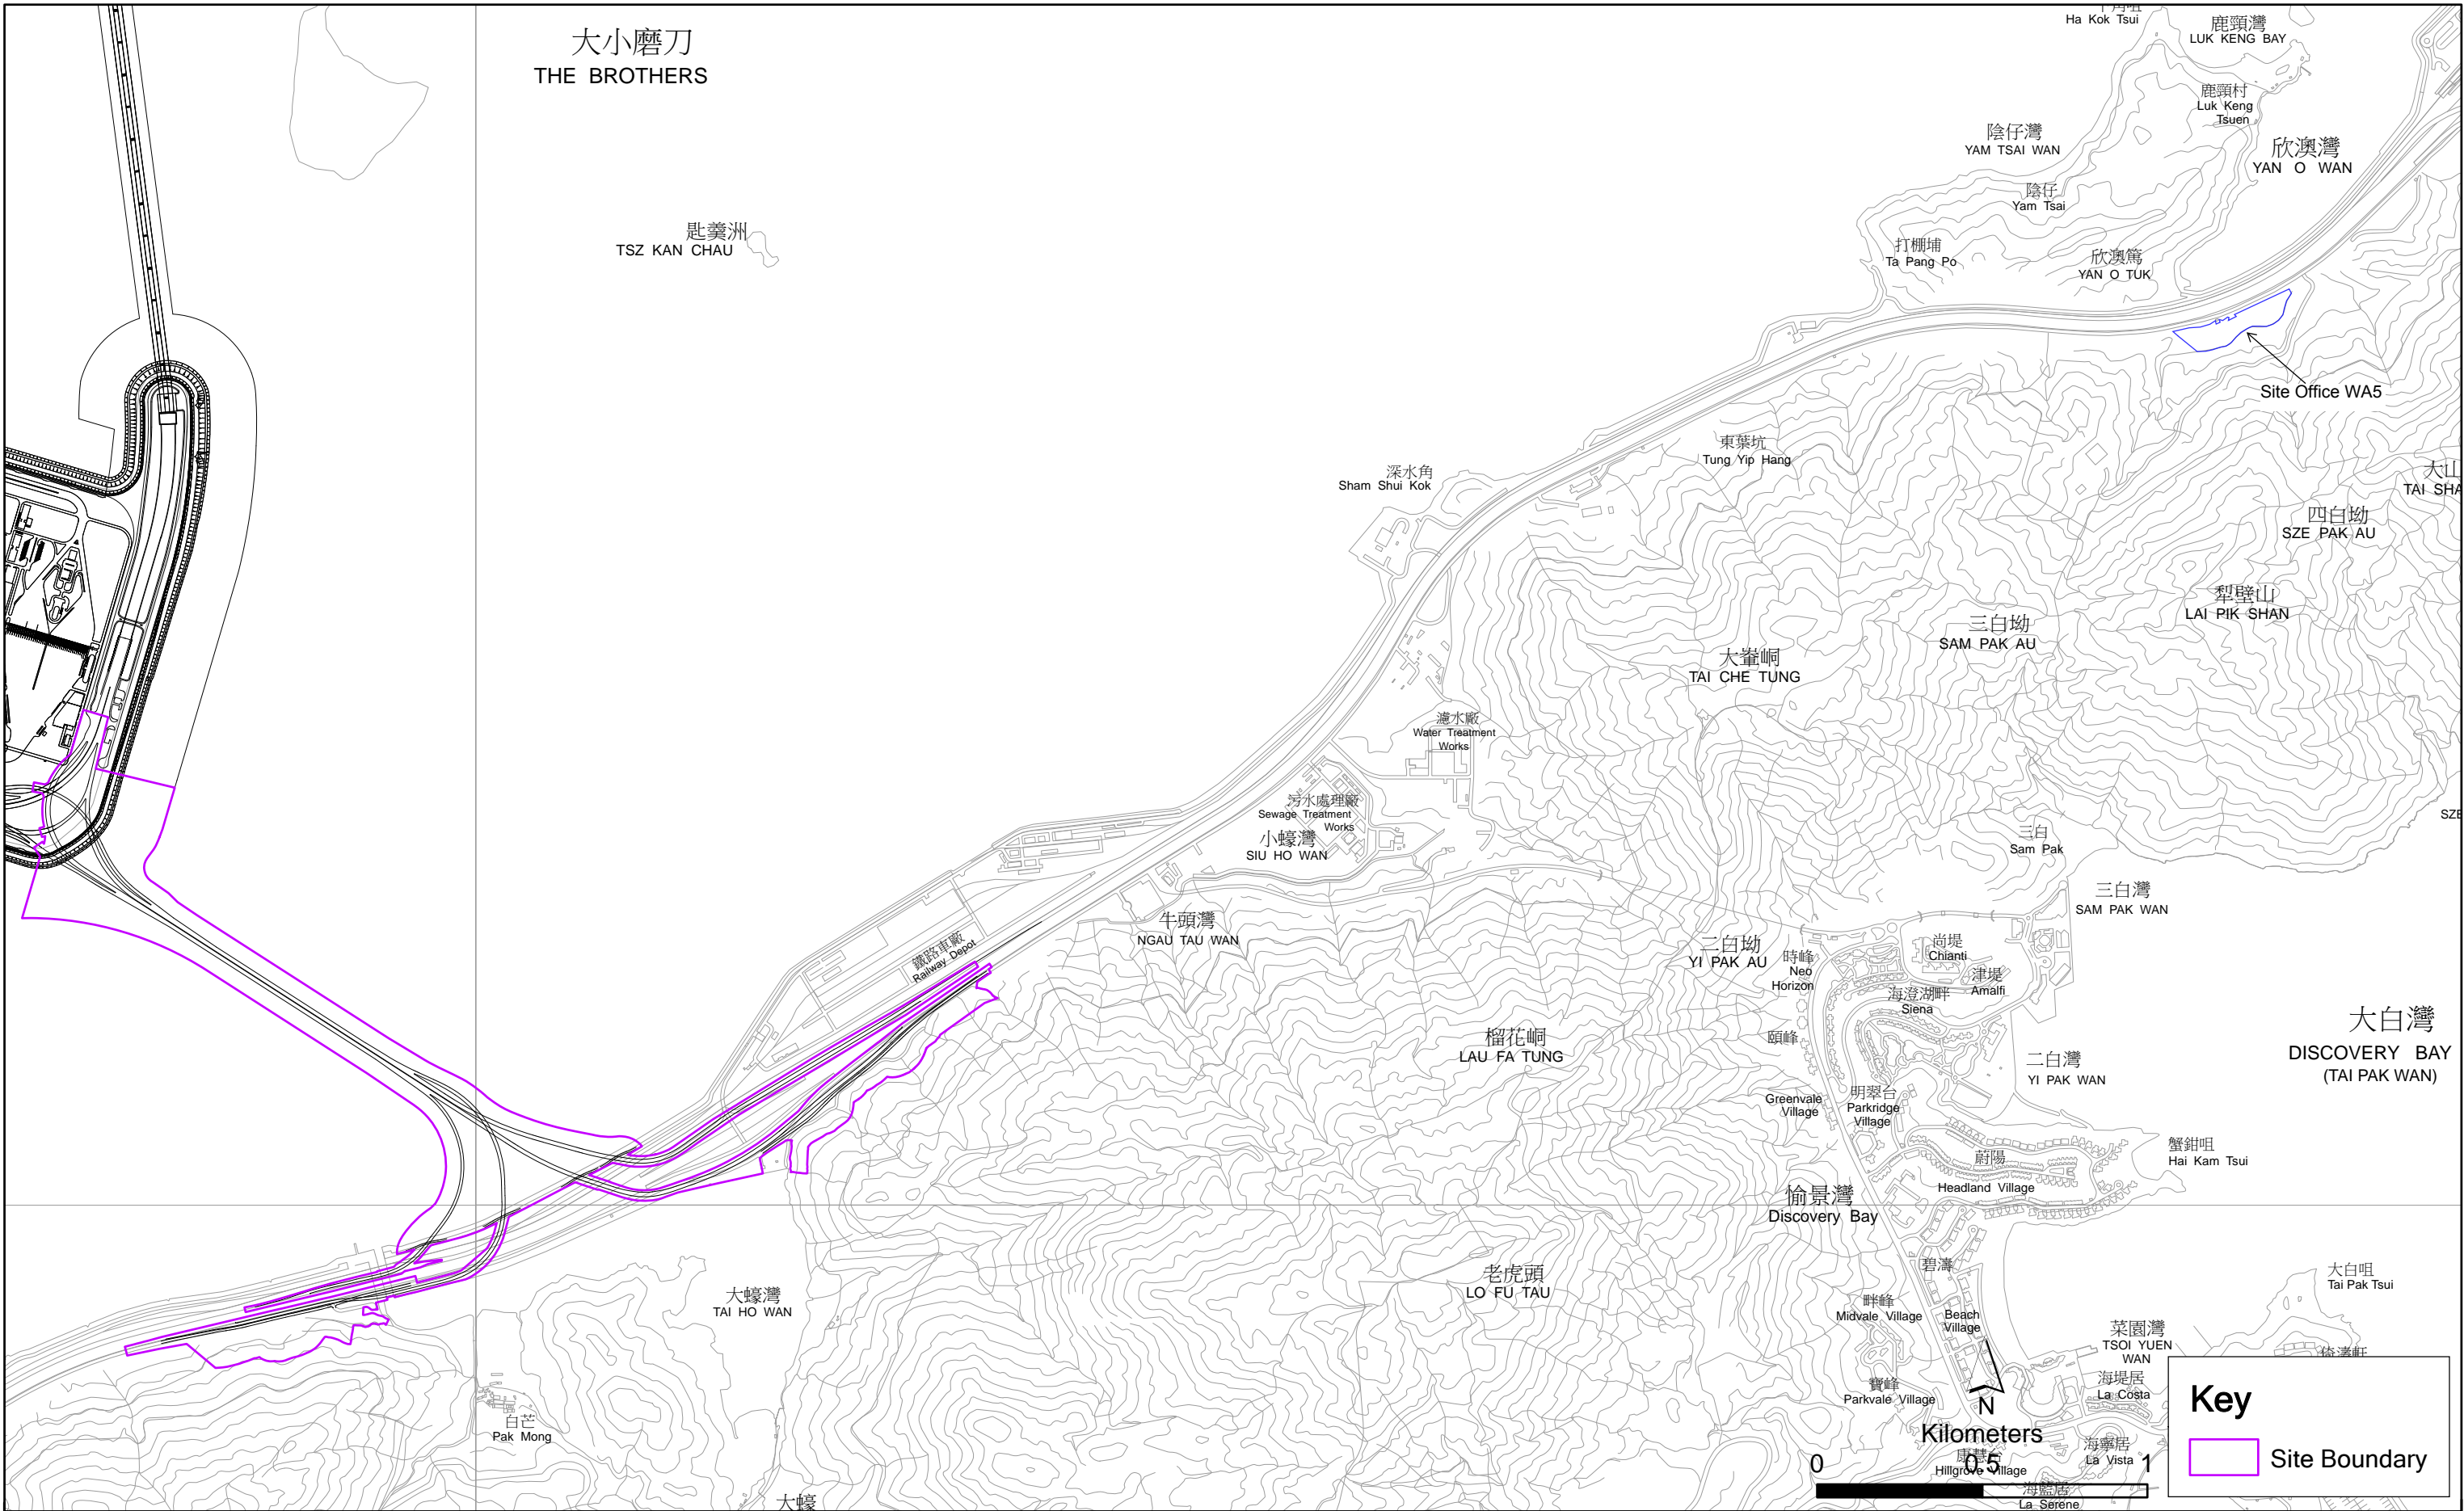 大小磨刀
THE BROTHERS
Ha Kok Tsui
鹿頸灣
LUK KENG BAY
鹿頸村
Luk Keng
Tsuen
陰仔灣
YAM TSAI WAN
欣澳灣
YAN O WAN
陰仔
Yam Tsai
匙羹洲
TSZ KAN CHAU
打棚埔
Ta Pang Po
欣澳篤
YAN O TUK
Site Office WA5
東葉坑
Tung Yip Hang
深水角
Sham Shui Kok
大山
TAI SHA
四白坳
SZE PAK AU
犁壁山
LAI PIK SHAN
三白坳
SAM PAK AU
大輋峒
TAI CHE TUNG
濾水廠
Water Treatment
Works
污水處理廠
Sewage Treatment
Works
小蠔灣
SIU HO WAN
三白
Sam Pak
SZE
三白灣
SAM PAK WAN
牛頭灣
NGAU TAU WAN
鐵路車廠
Railway Depot
二白坳
YI PAK AU
時峰
Neo
Horizon
尚堤
Chianti
津堤
Amalfi
海澄湖畔
Siena
大白灣
DISCOVERY BAY
(TAI PAK WAN)
榴花峒
LAU FA TUNG
頤峰
二白灣
YI PAK WAN
Greenvale
Village
明翠台
Parkridge
Village
蟹鉗咀
Hai Kam Tsui
蔚陽
Headland Village
愉景灣
Discovery Bay
碧濤
Beach
Village
老虎頭
LO FU TAU
大蠔灣
TAI HO WAN
大白咀
Tai Pak Tsui
畔峰
Midvale Village
菜園灣
TSOI YUEN
WAN
海堤居
La Costa
寶峰
Parkvale Village
白芒
Pak Mong
大蠔
N
Kilometers
0 0.5 1
Hillgrove Village
海寧居
La Vista
海藍居
La Serene
Key
Site Boundary